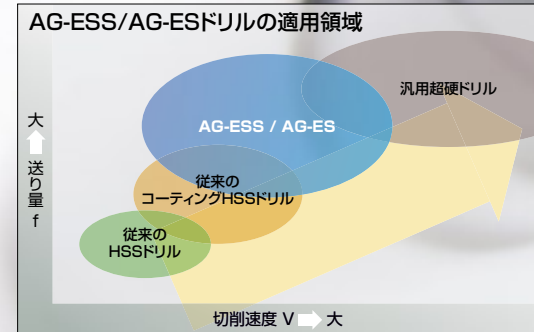 AG-ESS/AG-ESドリルの適用領域
汎用超硬ドリル
AG-ESS / AG-ES
大
送り量 f
従来の
コーティングHSSドリル
従来の
HSSドリル
切削速度 V 大